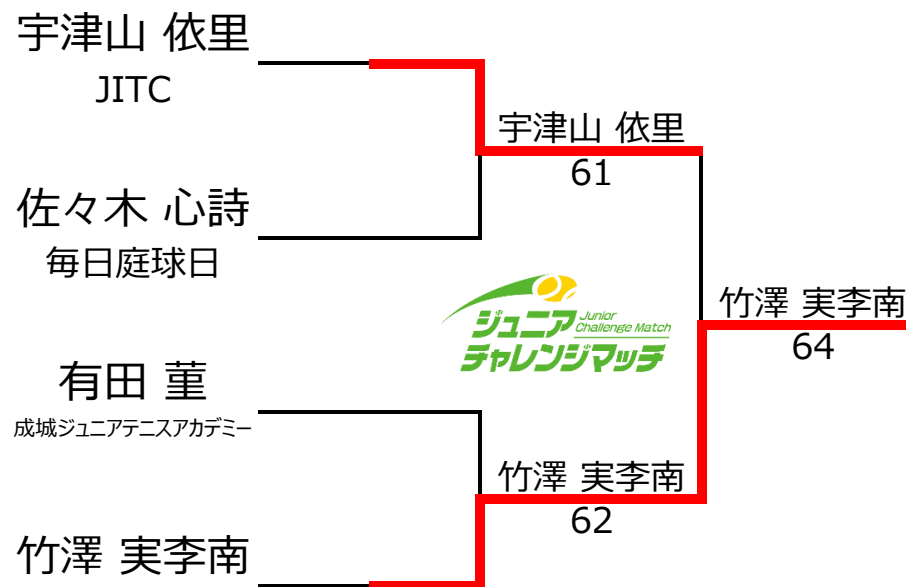 宇津山 依里
JITC
宇津山 依里
61
佐々木 心詩
毎日庭球日
ジュニア
Junior
Challenge Match
チャレンジマッチ
竹澤 実李南
64
有田 菫
成城ジュニアテニスアカデミー
竹澤 実李南
62
竹澤 実李南